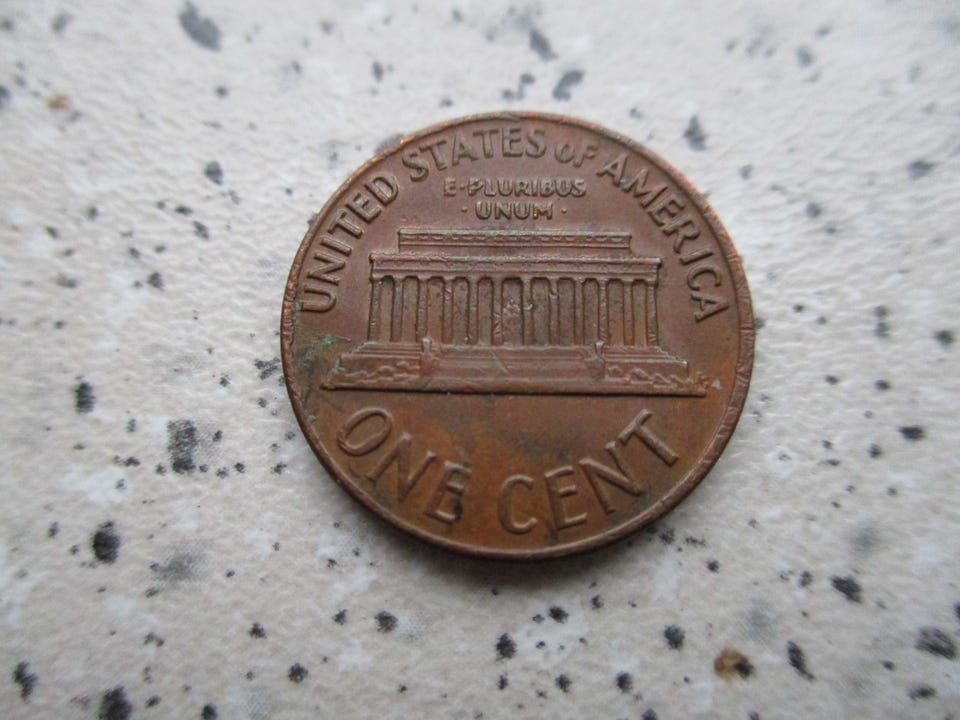 UNITED STATES OF AMERICA
E·PLURIBUS
·UNUM·
ONE CENT